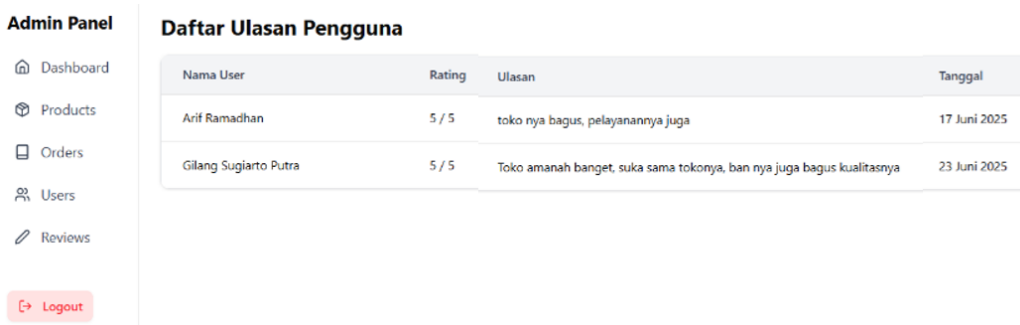 Admin Panel
Dashboard
Products
Orders
Users
Reviews
Logout
Daftar Ulasan Pengguna
Nama User Rating Ulasan Tanggal
Arif Ramadhan 5 / 5 toko nya bagus, pelayanannya juga 17 Juni 2025
Gilang Sugiarto Putra 5 / 5 Toko amanah banget, suka sama tokonya, ban nya juga bagus kualitasnya 23 Juni 2025